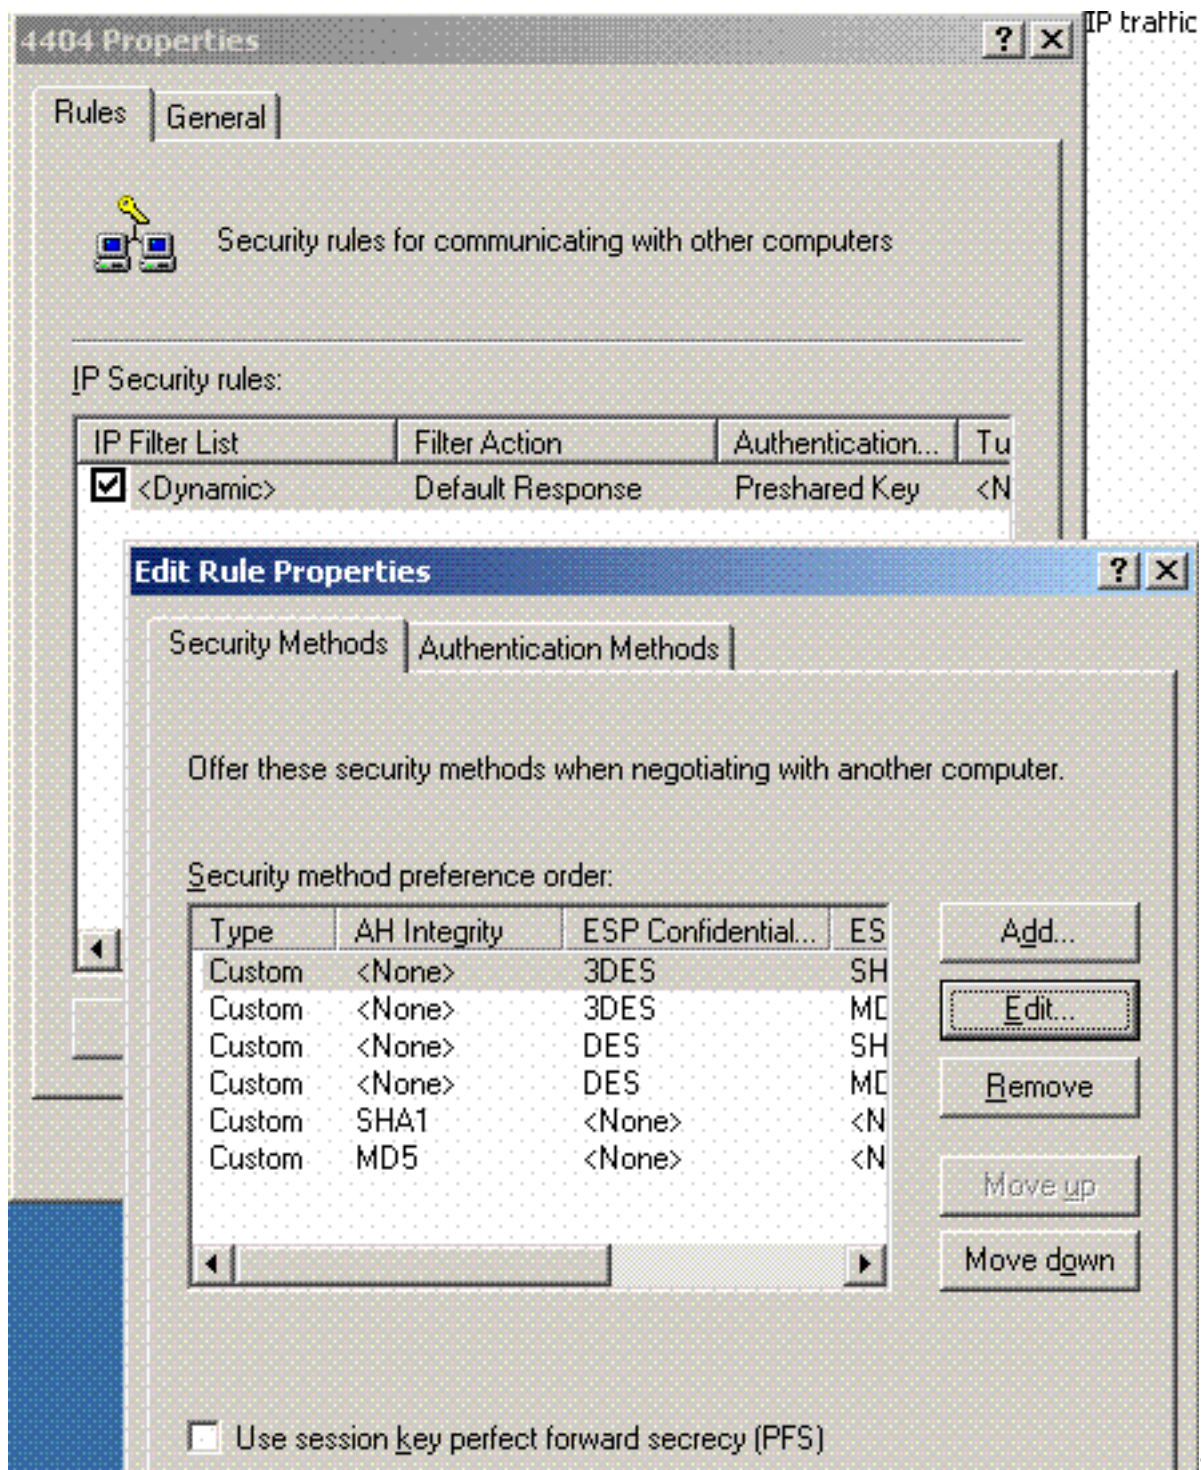 IP traffic
4404 Properties
Rules General
Security rules for communicating with other computers
IP Security rules:
IP Filter List Filter Action Authentication... Tu
<Dynamic> Default Response Preshared Key <N
Edit Rule Properties
Security Methods Authentication Methods
Offer these security methods when negotiating with another computer.
Security method preference order:
Type AH Integrity ESP Confidential... ES
Custom <None> 3DES SH
Custom <None> 3DES MD
Custom <None> DES SH
Custom <None> DES MD
Custom SHA1 <None> <N
Custom MD5 <None> <N
Add...
Edit...
Remove
Move up
Move down
Use session key perfect forward secrecy (PFS)